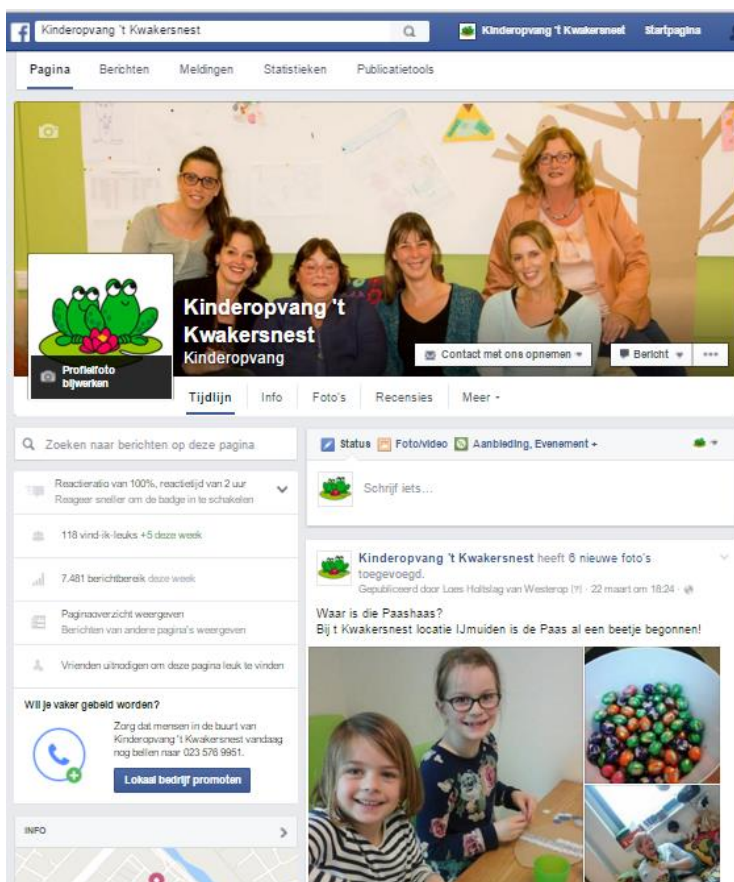 Kinderopvang 't Kwakersnest
Kinderopvang 't Kwakersnest Startpagina
Pagina Berichten Meldingen Statistieken Publicatietools
Kinderopvang 't
Kwakersnest
Kinderopvang
Profielfoto
bijwerken
Contact met ons opnemen
Bericht
Tijdlijn Info Foto's Recensies Meer
Zoeken naar berichten op deze pagina
Reactieratio van 100%, reactietijd van 2 uur
Reageer sneller om de badge in te schakelen
118 vind-ik-leuks +5 deze week
7.481 berichtbereik deze week
Paginaoverzicht weergeven
Berichten van andere pagina's weergeven
Vrienden uitnodigen om deze pagina leuk te vinden
Wil je vaker gebeld worden?
Zorg dat mensen in de buurt van
Kinderopvang 't Kwakersnest vandaag
nog bellen naar 023 576 9951.
Lokaal bedrijf promoten
INFO
Status Foto/video Aanbieding, Evenement +
Schrijf iets...
Kinderopvang 't Kwakersnest heeft 6 nieuwe foto's
toegevoegd.
Gepubliceerd door Loes Holtslag van Westerop [?] · 22 maart om 18:24 ·
Waar is die Paashaas?
Bij t Kwakersnest locatie IJmuiden is de Paas al een beetje begonnen!